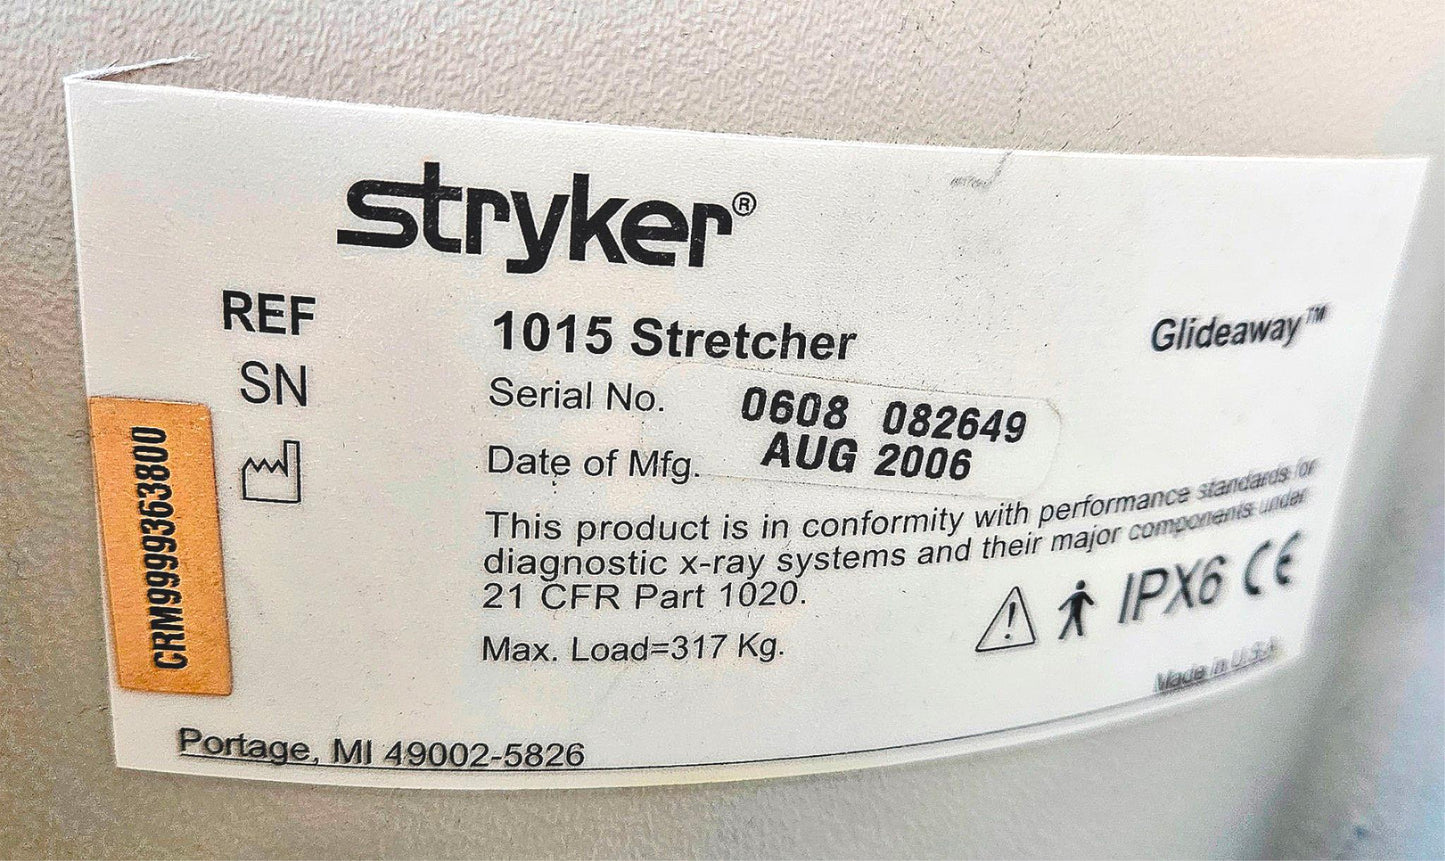 stryker®
REF 1015 Stretcher Glideaway™
SN Serial No. 0608 082649
Date of Mfg. AUG 2006
This product is in conformity with performance standards for
diagnostic x-ray systems and their major components under
21 CFR Part 1020.
Max. Load=317 Kg.
IPX6 CE
Made in U.S.A.
Portage, MI 49002-5826
CRM999936​3800